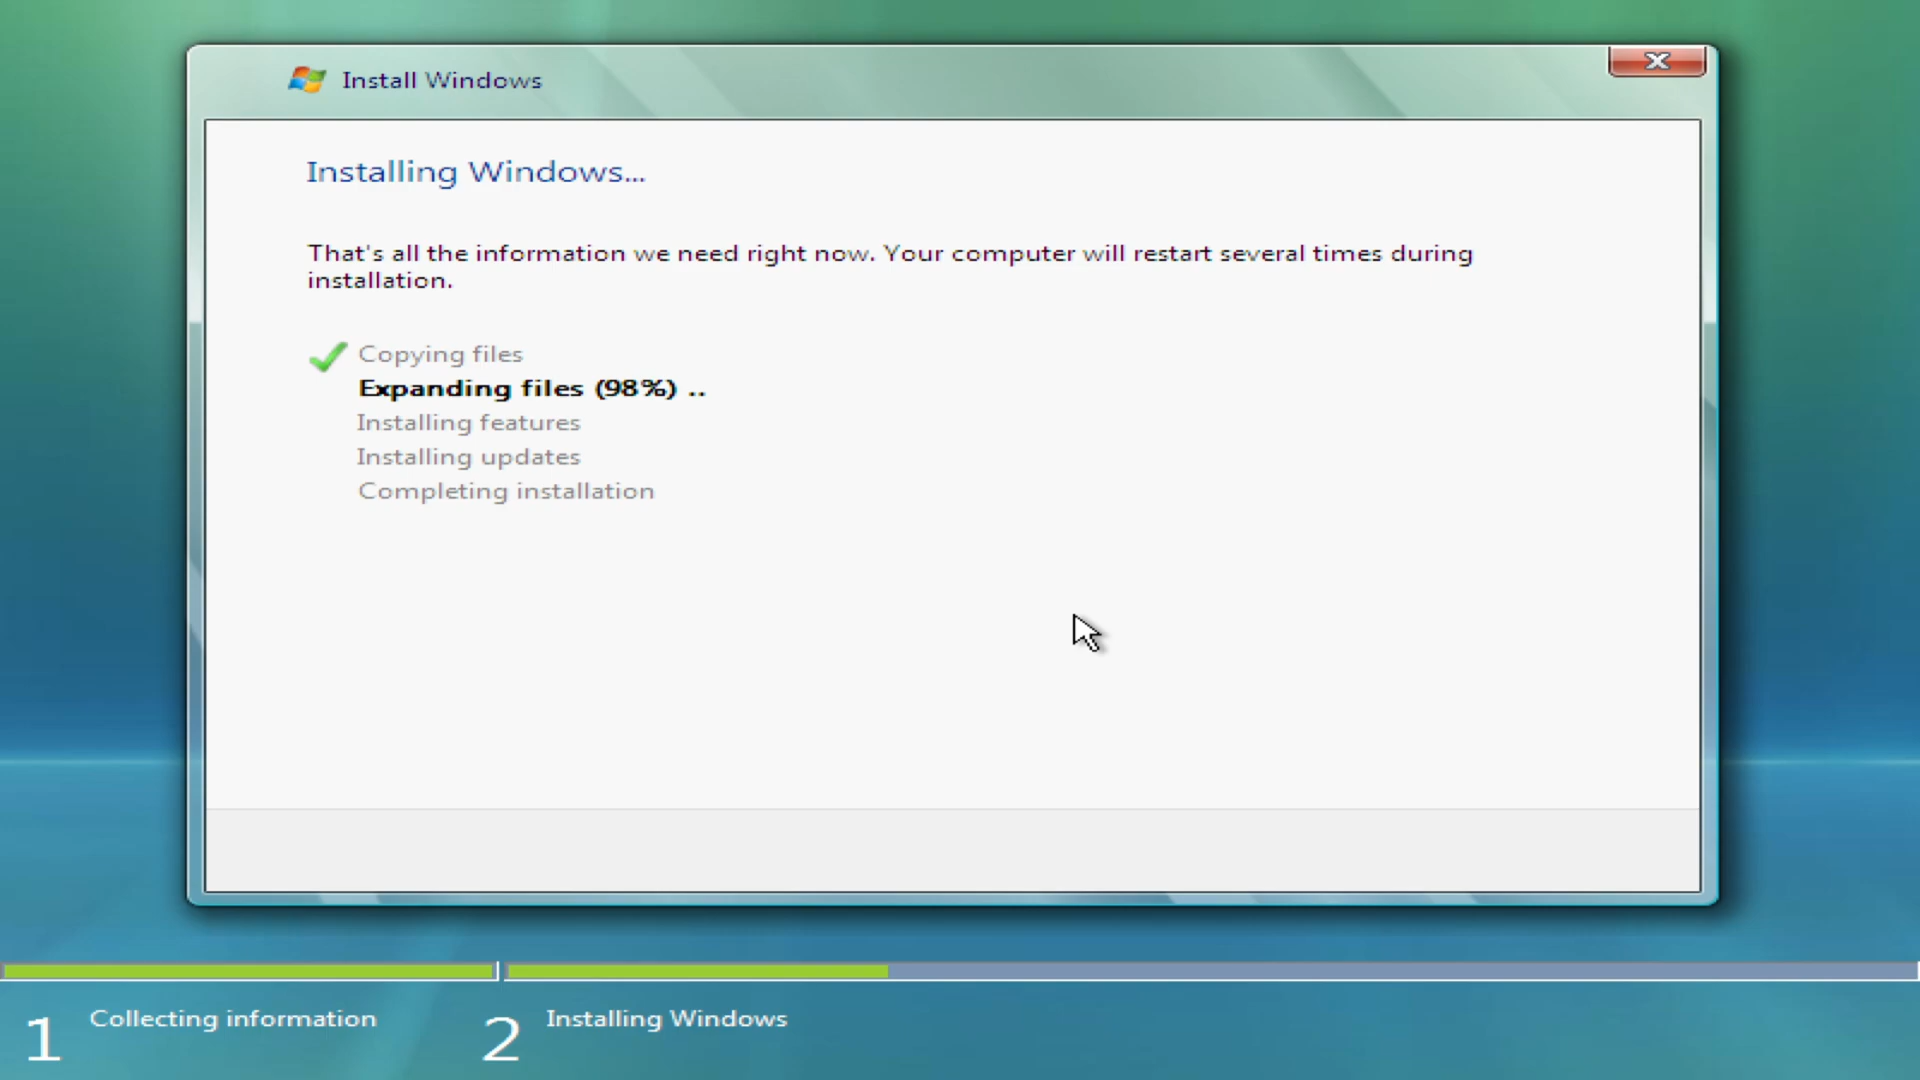 Install Windows
Installing Windows...
That's all the information we need right now. Your computer will restart several times during
installation.
Copying files
Expanding files (98%) ..
Installing features
Installing updates
Completing installation
1 Collecting information
2 Installing Windows